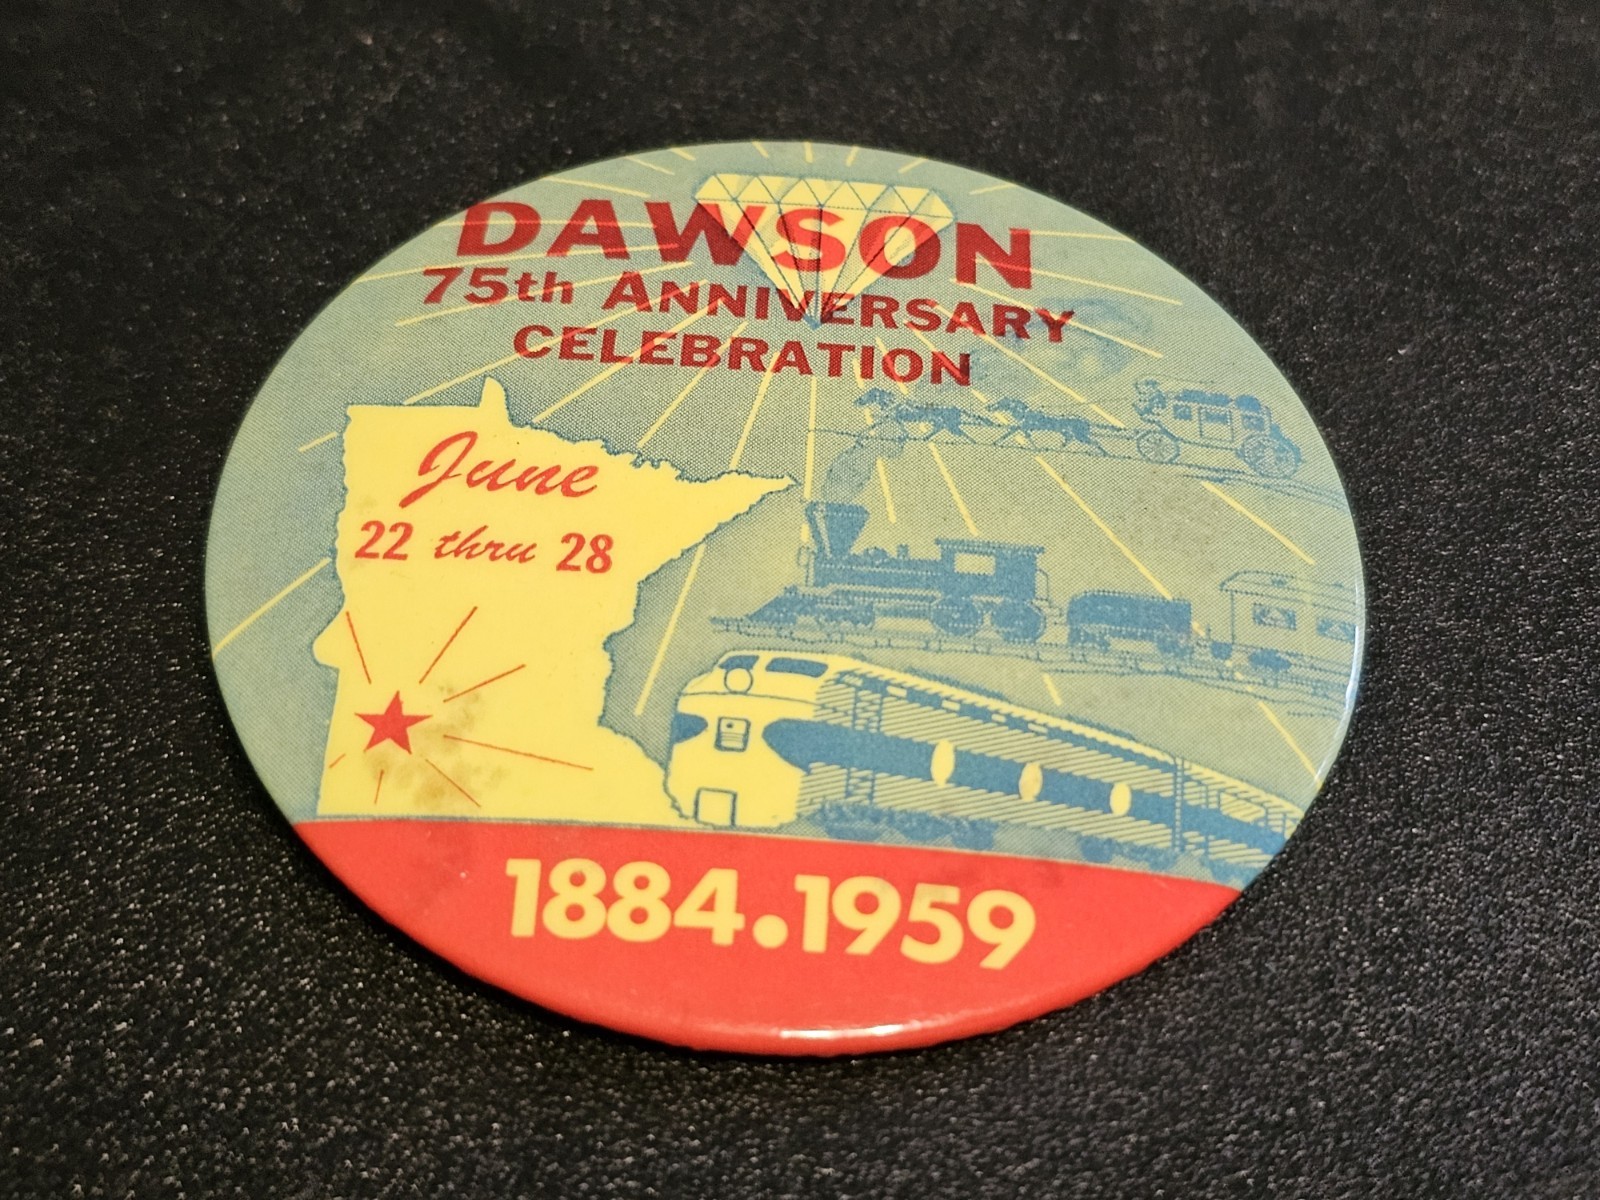 DAWSON
75th ANNIVERSARY
CELEBRATION
June
22 thru 28
1884.1959